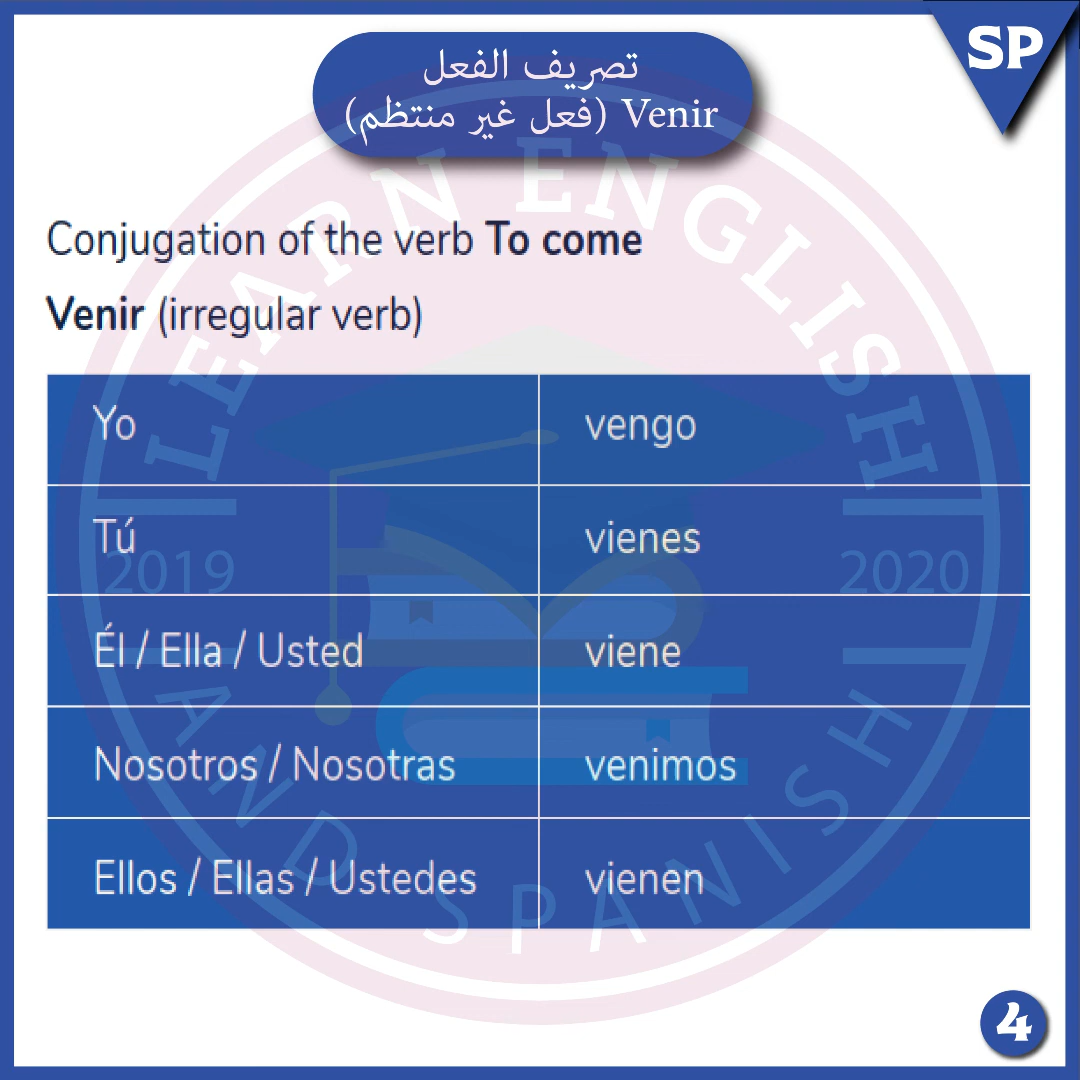 SP
تصريف الفعل
Venir (فعل غير منتظم)
Conjugation of the verb To come
Venir (irregular verb)
Yo vengo
Tú vienes
Él / Ella / Usted viene
Nosotros / Nosotras venimos
Ellos / Ellas / Ustedes vienen
LEARN ENGLISH
2019 2020
AND SPANISH
4